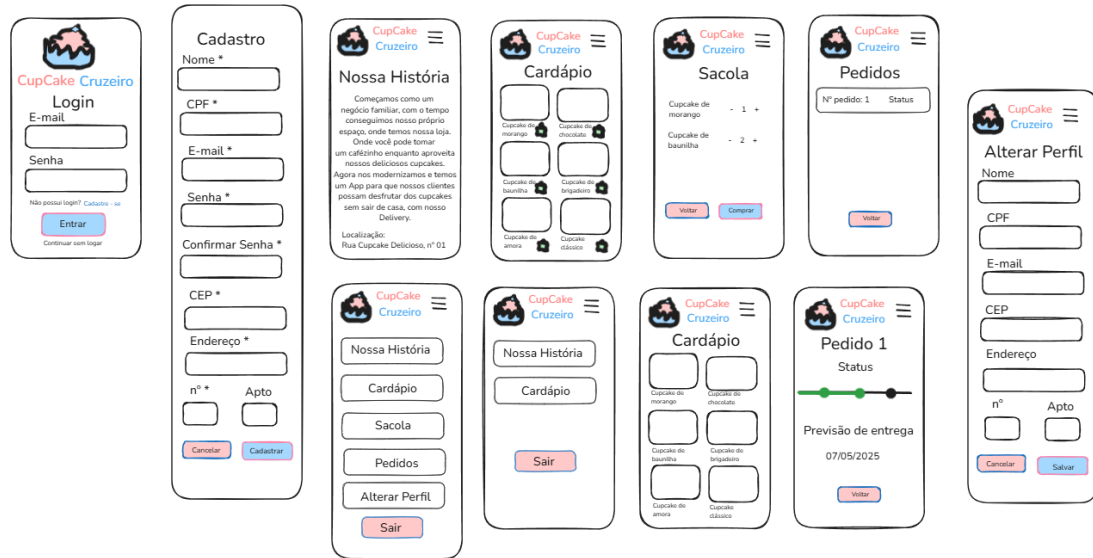 CupCake Cruzeiro
Login
E-mail
Senha
Não possui login? Cadastre - se
Entrar
Continuar sem logar
Cadastro
Nome *
CPF *
E-mail *
Senha *
Confirmar Senha *
CEP *
Endereço *
nº * Apto
Cancelar Cadastrar
CupCake
Cruzeiro
Nossa História
Começamos como um
negócio familiar, com o tempo
conseguimos nosso próprio
espaço, onde temos nossa loja.
Onde você pode tomar
um cafézinho enquanto aproveita
nossos deliciosos cupcakes.
Agora nos modernizamos e temos
um App para que nossos clientes
possam desfrutar dos cupcakes
sem sair de casa, com nosso
Delivery.
Localização:
Rua Cupcake Delicioso, nº 01
CupCake
Cruzeiro
Cardápio
Cupcake de
morango
Cupcake de
chocolate
Cupcake de
baunilha
Cupcake de
brigadeiro
Cupcake de
amora
Cupcake
clássico
CupCake
Cruzeiro
Sacola
Cupcake de
morango
- 1 +
Cupcake de
baunilha
- 2 +
Voltar Comprar
CupCake
Cruzeiro
Pedidos
Nº pedido: 1 Status
Voltar
CupCake
Cruzeiro
Nossa História
Cardápio
Sacola
Pedidos
Alterar Perfil
Sair
CupCake
Cruzeiro
Nossa História
Cardápio
Sair
CupCake
Cruzeiro
Cardápio
Cupcake de
morango
Cupcake de
chocolate
Cupcake de
baunilha
Cupcake de
brigadeiro
Cupcake de
amora
Cupcake
clássico
CupCake
Cruzeiro
Pedido 1
Status
Previsão de entrega
07/05/2025
Voltar
CupCake
Cruzeiro
Alterar Perfil
Nome
CPF
E-mail
CEP
Endereço
nº Apto
Cancelar Salvar